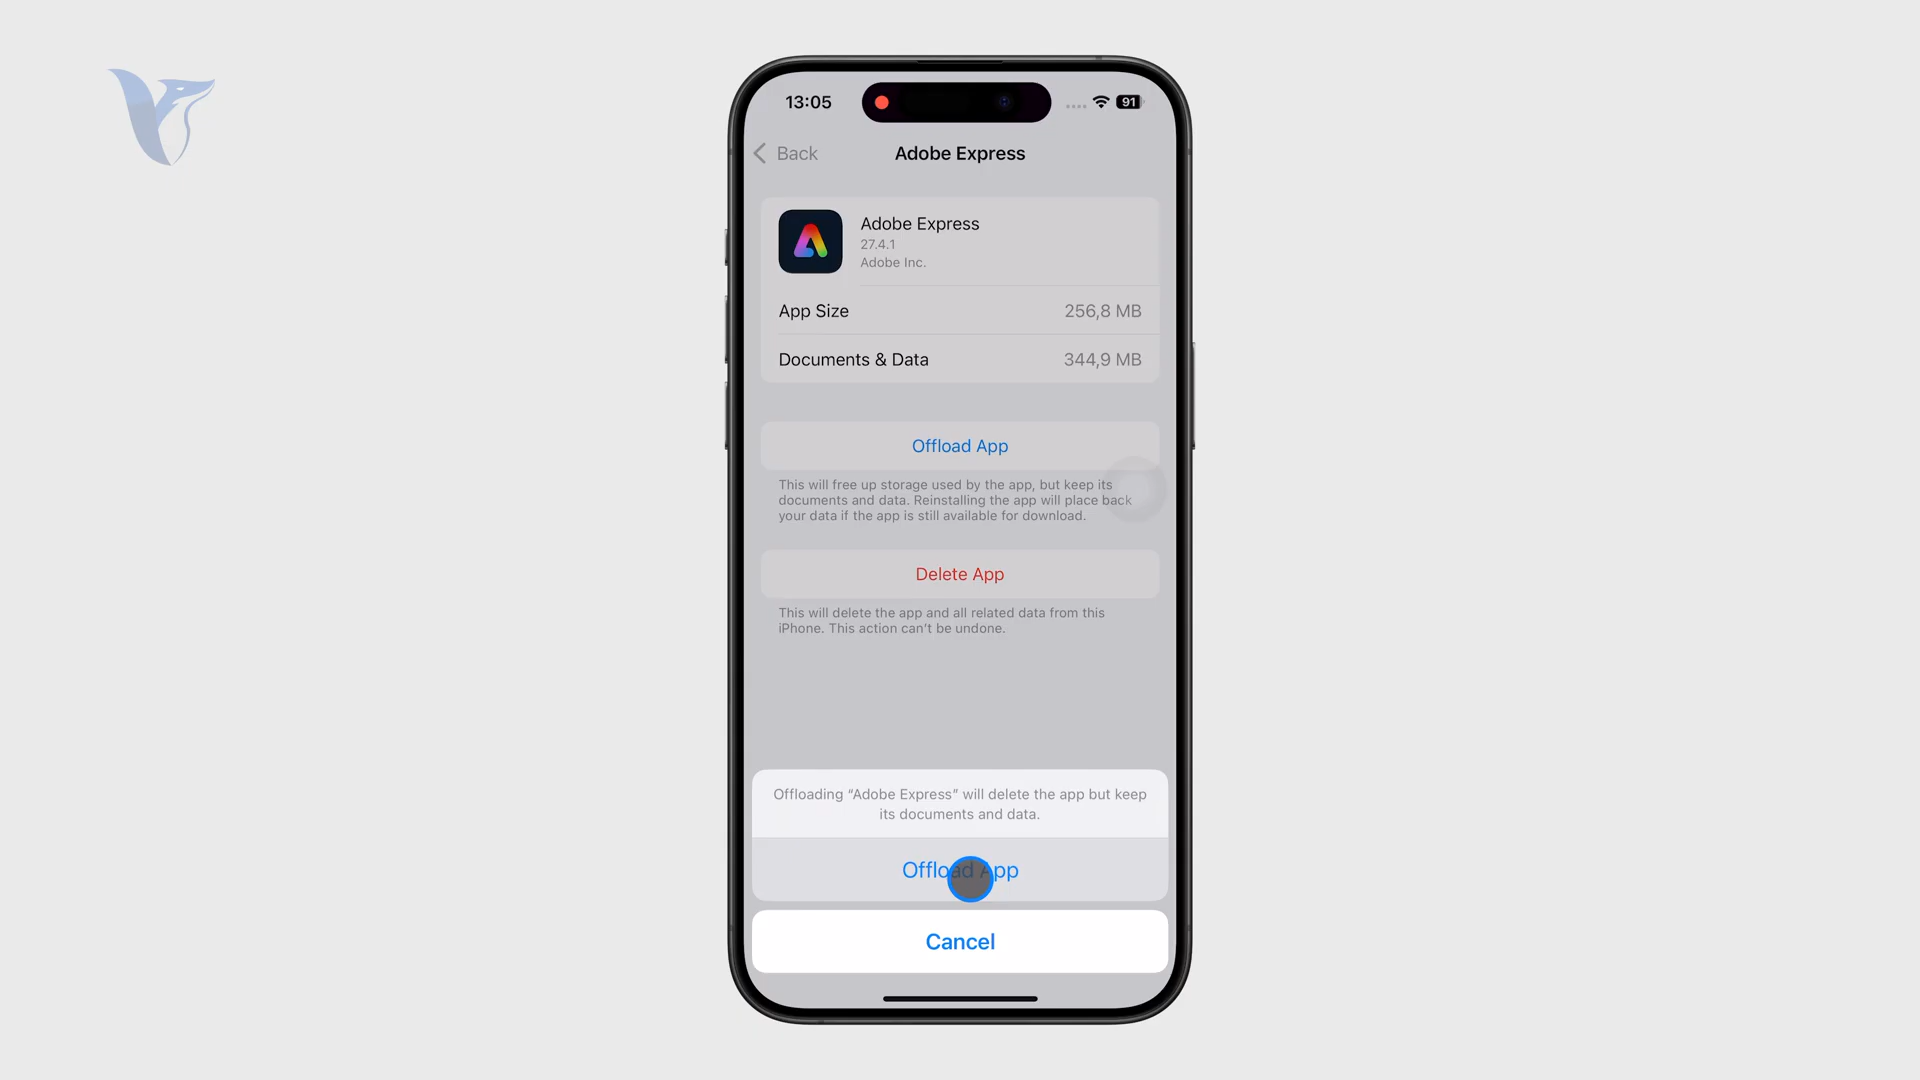 13:05
91
Back
Adobe Express
Adobe Express
27.4.1
Adobe Inc.
App Size
256,8 MB
Documents & Data
344,9 MB
Offload App
This will free up storage used by the app, but keep its
documents and data. Reinstalling the app will place back
your data if the app is still available for download.
Delete App
This will delete the app and all related data from this
iPhone. This action can’t be undone.
Offloading “Adobe Express” will delete the app but keep
its documents and data.
Offload App
Cancel